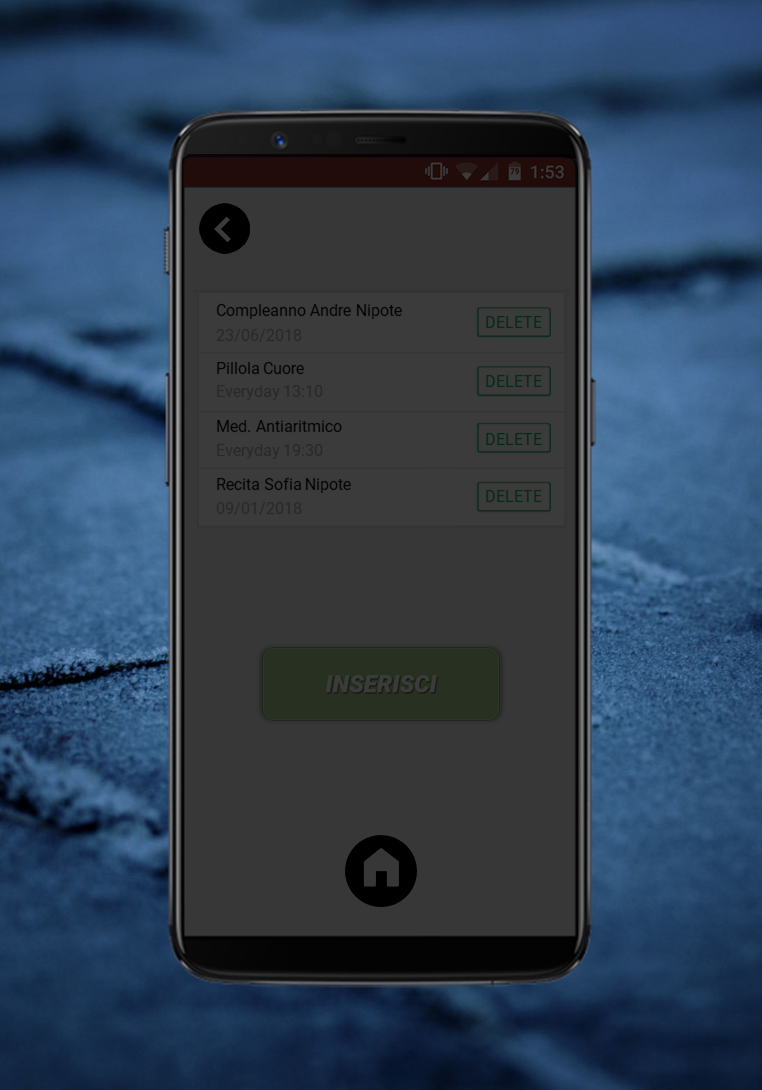 79 1:53
Compleanno Andre Nipote
23/06/2018
DELETE
Pillola Cuore
Everyday 13:10
DELETE
Med. Antiaritmico
Everyday 19:30
DELETE
Recita Sofia Nipote
09/01/2018
DELETE
INSERISCI